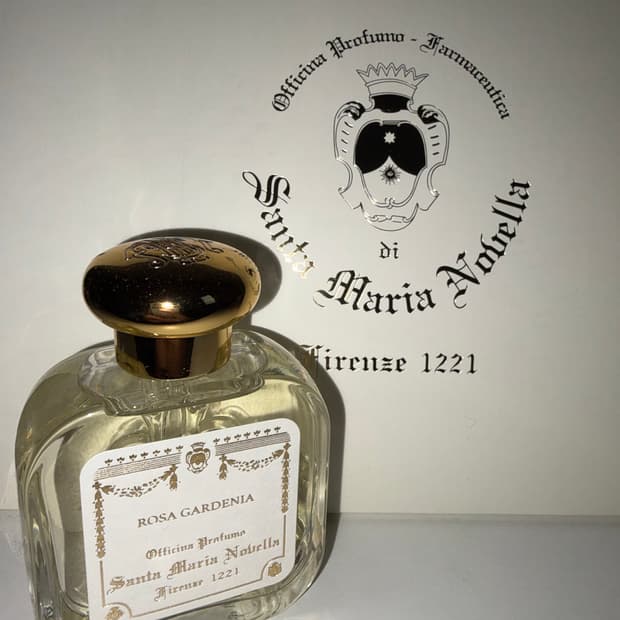 Officina Profumo - Farmaceutica
di
Santa Maria Novella
Firenze 1221
ROSA GARDENIA
Officina Profumo
Santa Maria Novella
Firenze 1221